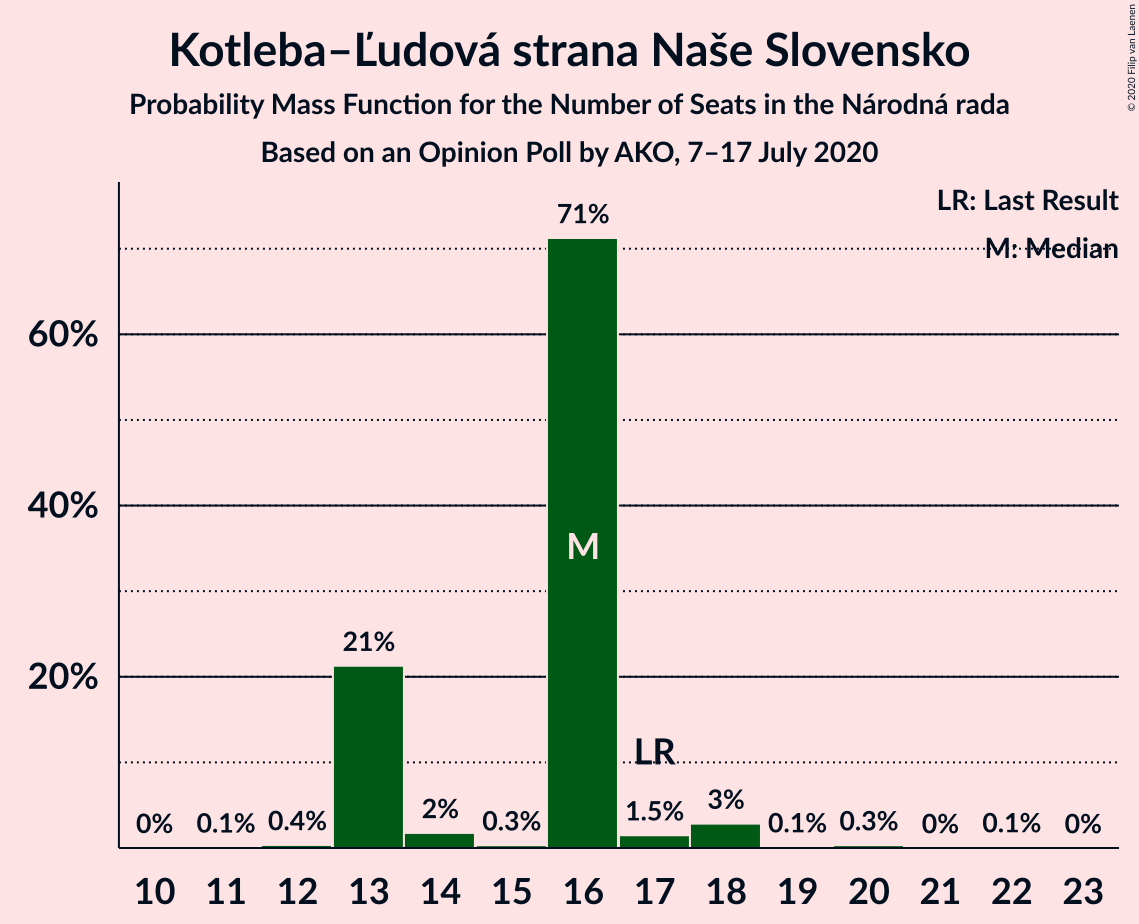 Kotleba–Ľudová strana Naše Slovensko
Probability Mass Function for the Number of Seats in the Národná rada
Based on an Opinion Poll by AKO, 7–17 July 2020
© 2020 Filip van Laenen
LR: Last Result
M: Median
71%
60%
40%
M
21%
20%
LR
0% 0.1% 0.4% 2% 0.3% 1.5% 3% 0.1% 0.3% 0% 0.1% 0%
10 11 12 13 14 15 16 17 18 19 20 21 22 23